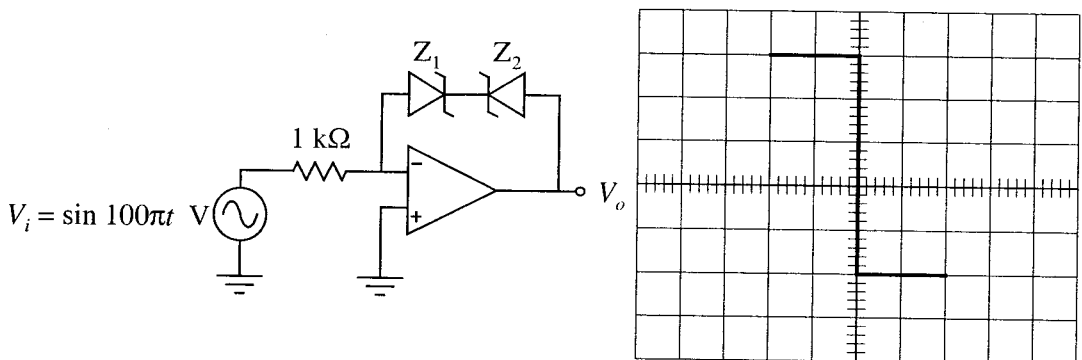 Z₁ Z₂
1 kΩ
−
+
Vᵢ = sin 100πt V
Vₒ